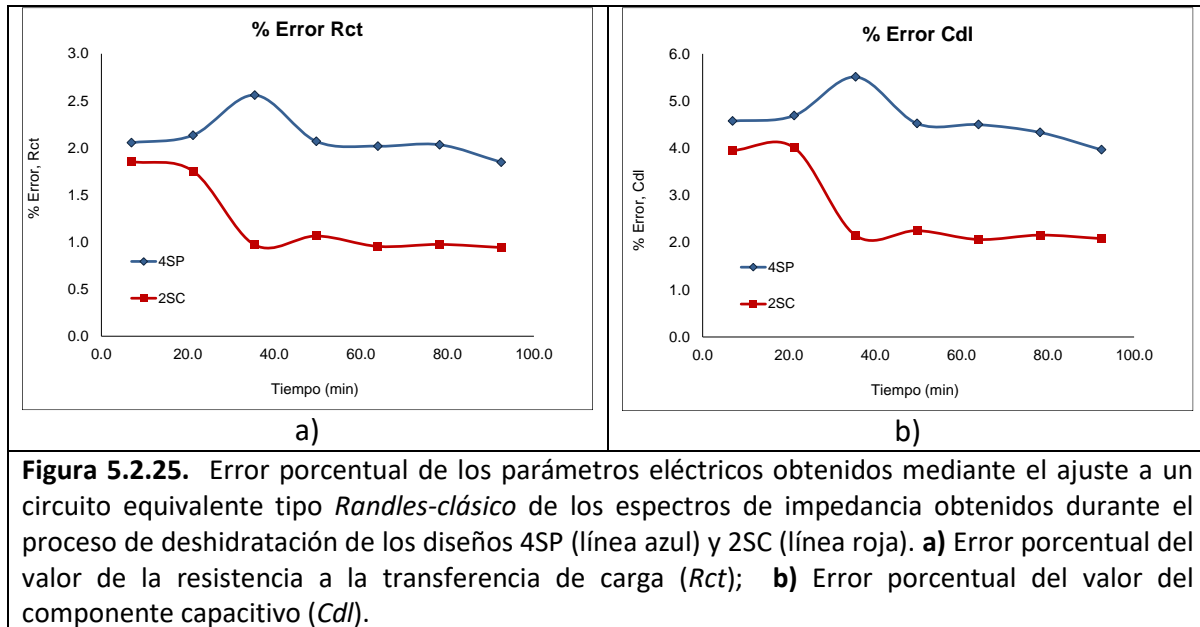 % Error Rct
3.0
2.5
2.0
1.5
1.0
0.5
0.0
% Error, Rct
4SP
2SC
0.0 20.0 40.0 60.0 80.0 100.0
Tiempo (min)
a)
% Error Cdl
6.0
5.0
4.0
3.0
2.0
1.0
0.0
% Error, Cdl
4SP
2SC
0.0 20.0 40.0 60.0 80.0 100.0
Tiempo (min)
b)
Figura 5.2.25. Error porcentual de los parámetros eléctricos obtenidos mediante el ajuste a un
circuito equivalente tipo Randles-clásico de los espectros de impedancia obtenidos durante el
proceso de deshidratación de los diseños 4SP (línea azul) y 2SC (línea roja). a) Error porcentual del
valor de la resistencia a la transferencia de carga (Rct); b) Error porcentual del valor del
componente capacitivo (Cdl).